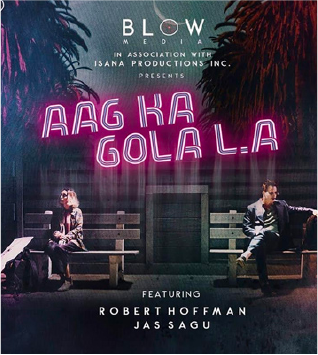 BLOW
MEDIA
IN ASSOCIATION WITH
ISANA PRODUCTIONS INC.
PRESENTS
AAG KA
GOLA L.A
FEATURING
ROBERT HOFFMAN
JAS SAGU